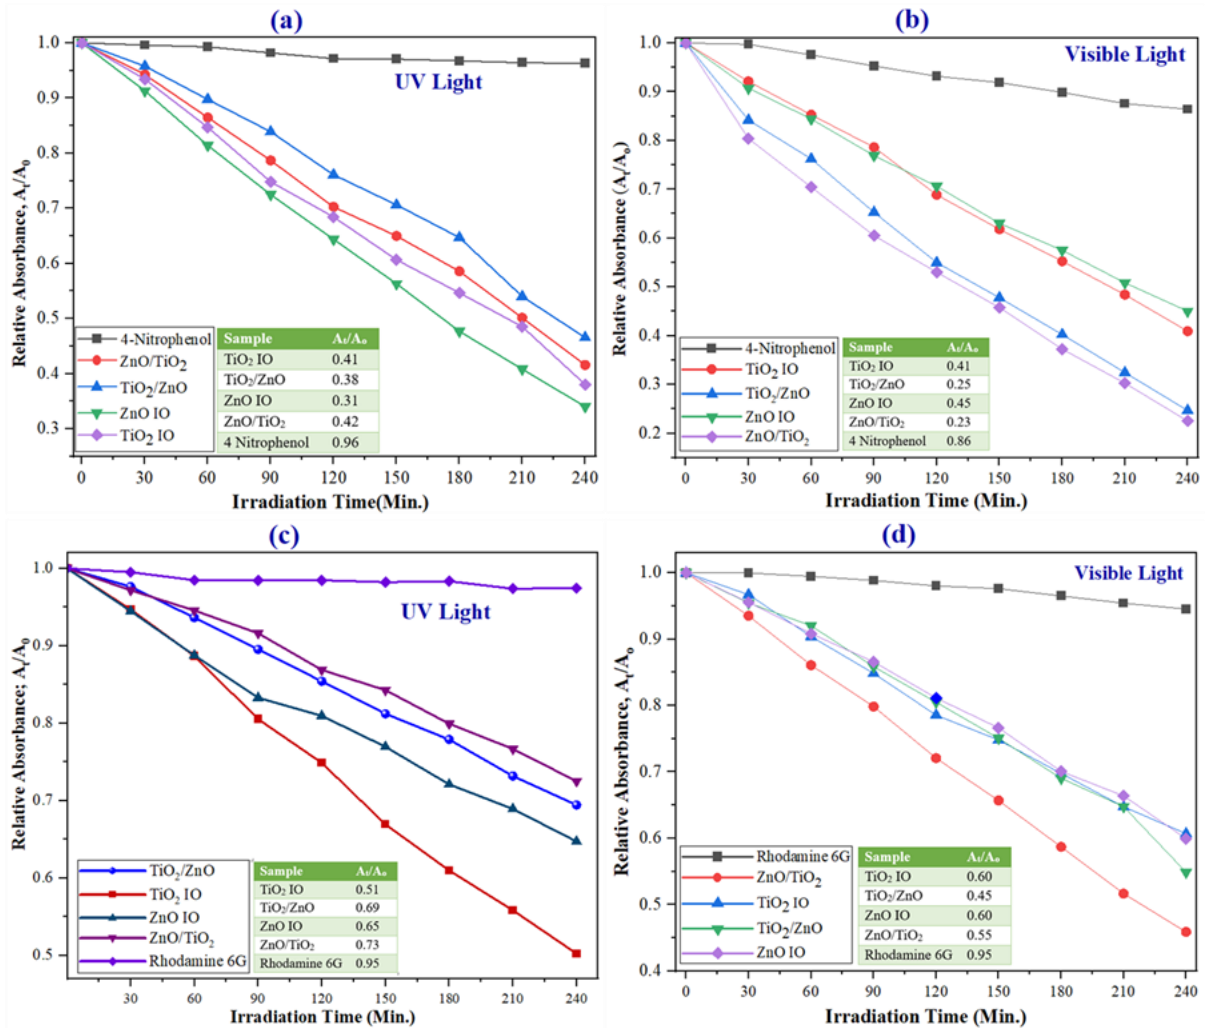 (a)
UV Light
Relative Absorbance, Aₜ/A₀
1.0
0.9
0.8
0.7
0.6
0.5
0.4
0.3
4-Nitrophenol
ZnO/TiO₂
TiO₂/ZnO
ZnO IO
TiO₂ IO
Sample Aₜ/Aₒ
TiO₂ IO 0.41
TiO₂/ZnO 0.38
ZnO IO 0.31
ZnO/TiO₂ 0.42
4 Nitrophenol 0.96
0 30 60 90 120 150 180 210 240
Irradiation Time(Min.)
(b)
Visible Light
Relative Absorbance (Aₜ/Aₒ)
1.0
0.9
0.8
0.7
0.6
0.5
0.4
0.3
0.2
4-Nitrophenol
TiO₂ IO
TiO₂/ZnO
ZnO IO
ZnO/TiO₂
Sample Aₜ/Aₒ
TiO₂ IO 0.41
TiO₂/ZnO 0.25
ZnO IO 0.45
ZnO/TiO₂ 0.23
4 Nitrophenol 0.86
0 30 60 90 120 150 180 210 240
Irradiation Time (Min.)
(c)
UV Light
Relative Absorbance; Aₜ/A₀
1.0
0.9
0.8
0.7
0.6
0.5
TiO₂/ZnO
TiO₂ IO
ZnO IO
ZnO/TiO₂
Rhodamine 6G
Sample Aₜ/Aₒ
TiO₂ IO 0.51
TiO₂/ZnO 0.69
ZnO IO 0.65
ZnO/TiO₂ 0.73
Rhodamine 6G 0.95
30 60 90 120 150 180 210 240
Irradiation Time (Min.)
(d)
Visible Light
Relative Absorbance, Aₜ/Aₒ
1.0
0.9
0.8
0.7
0.6
0.5
0.4
Rhodamine 6G
ZnO/TiO₂
TiO₂ IO
TiO₂/ZnO
ZnO IO
Sample Aₜ/Aₒ
TiO₂ IO 0.60
TiO₂/ZnO 0.45
ZnO IO 0.60
ZnO/TiO₂ 0.55
Rhodamine 6G 0.95
0 30 60 90 120 150 180 210 240
Irradiation Time (Min.)